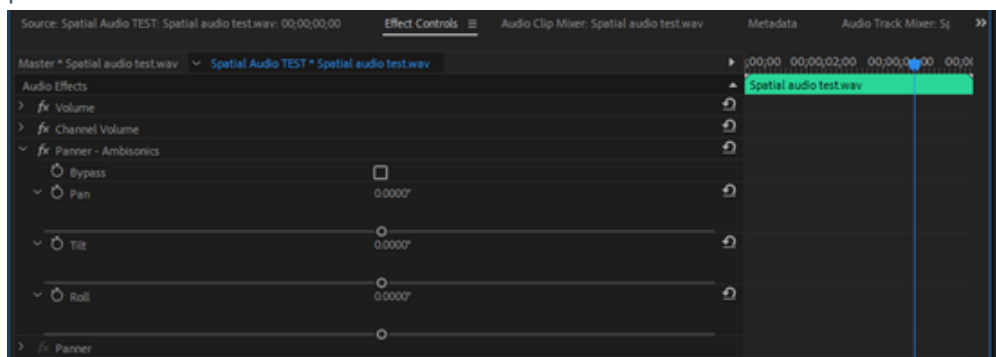 Source: Spatial Audio TEST: Spatial audio test.wav: 00;00;00;00 Effect Controls Audio Clip Mixer: Spatial audio test.wav Metadata Audio Track Mixer: Sp
Master * Spatial audio test.wav Spatial Audio TEST * Spatial audio test.wav ;00;00 00;00;02;00 00;00;0 00 00;0
Audio Effects Spatial audio test.wav
fx Volume
fx Channel Volume
fx Panner - Ambisonics
Bypass
Pan 0.0000°
Tilt 0.0000°
Roll 0.0000°
fx Panner